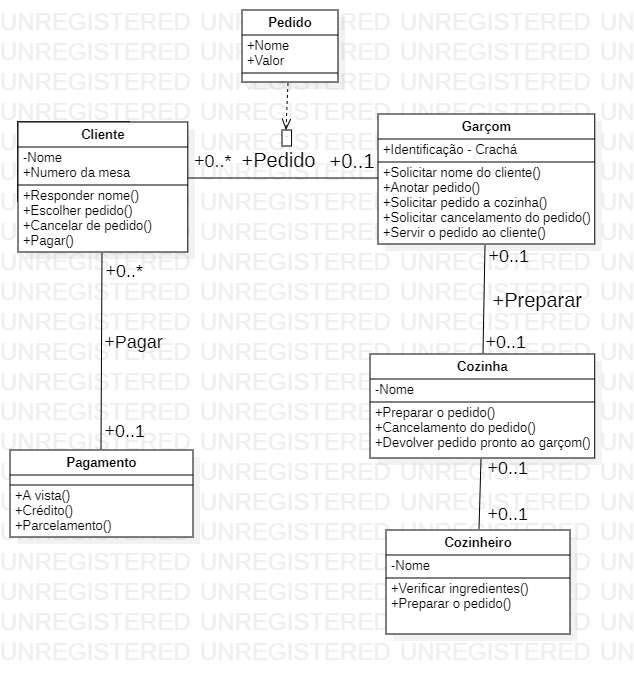 Pedido
+Nome
+Valor
Cliente
-Nome
+Numero da mesa
+Responder nome()
+Escolher pedido()
+Cancelar de pedido()
+Pagar()
+0..* +Pedido +0..1
Garçom
+Identificação - Crachá
+Solicitar nome do cliente()
+Anotar pedido()
+Solicitar pedido a cozinha()
+Solicitar cancelamento do pedido()
+Servir o pedido ao cliente()
+0..*
+Pagar
+0..1
+0..1
+Preparar
+0..1
Pagamento
+A vista()
+Crédito()
+Parcelamento()
Cozinha
-Nome
+Preparar o pedido()
+Cancelamento do pedido()
+Devolver pedido pronto ao garçom()
+0..1
+0..1
Cozinheiro
-Nome
+Verificar ingredientes()
+Preparar o pedido()
UNREGISTERED